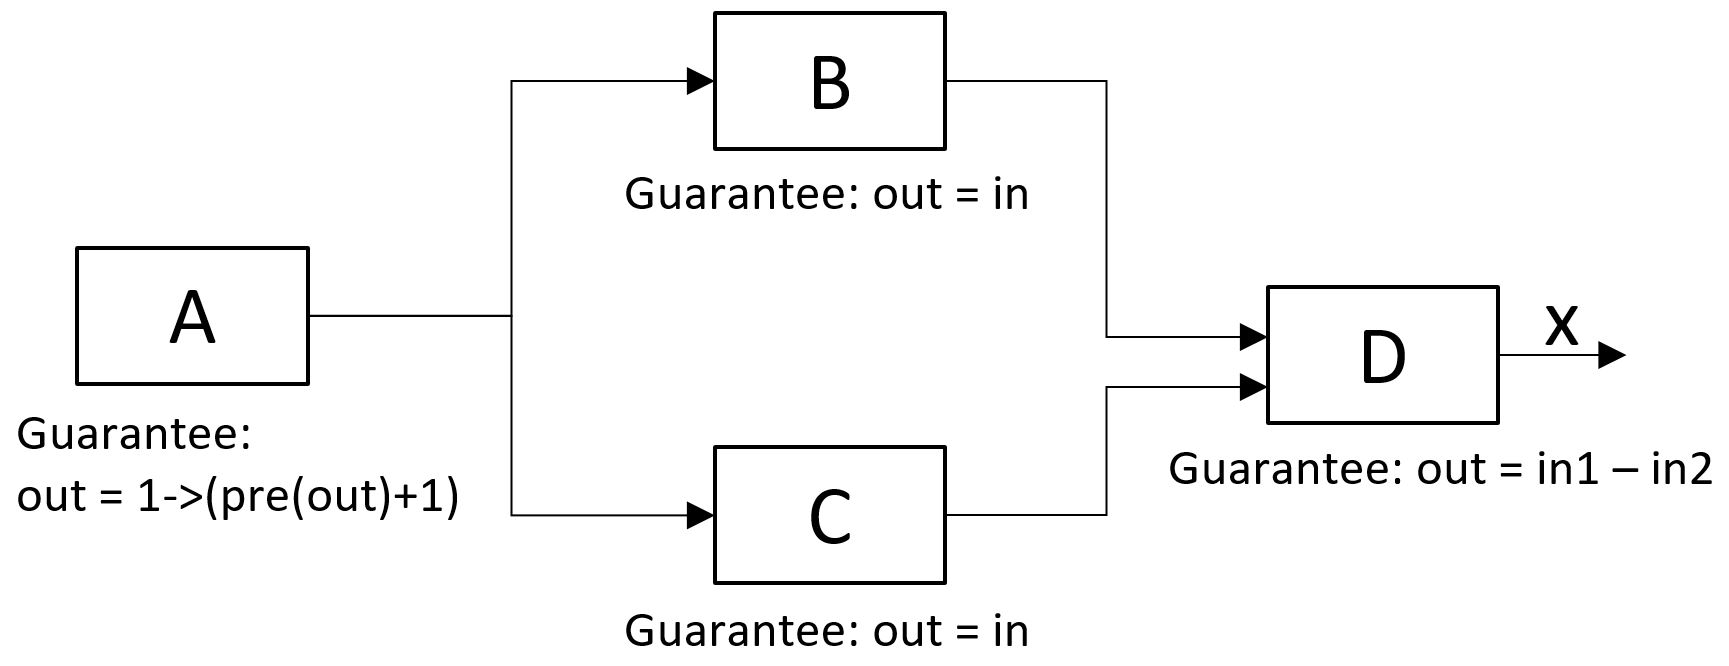 B
Guarantee: out = in
A
Guarantee:
out = 1->(pre(out)+1)
x
D
Guarantee: out = in1 – in2
C
Guarantee: out = in